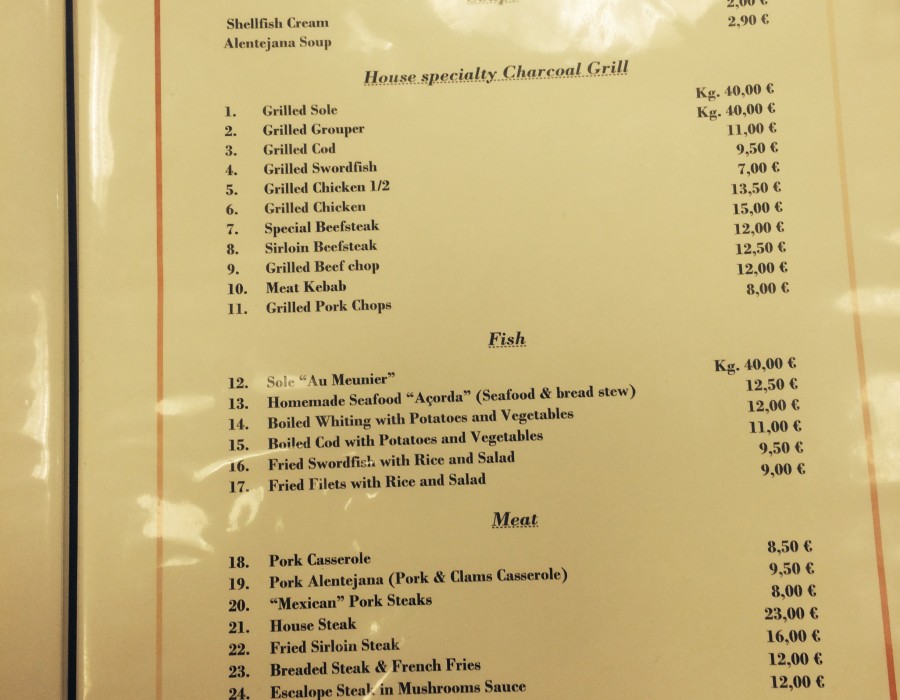 Shellfish Cream 2,00 €
Alentejana Soup 2,90 €
House specialty Charcoal Grill
1. Grilled Sole Kg. 40,00 €
2. Grilled Grouper Kg. 40,00 €
3. Grilled Cod 11,00 €
4. Grilled Swordfish 9,50 €
5. Grilled Chicken 1/2 7,00 €
6. Grilled Chicken 13,50 €
7. Special Beefsteak 15,00 €
8. Sirloin Beefsteak 12,00 €
9. Grilled Beef chop 12,50 €
10. Meat Kebab 12,00 €
11. Grilled Pork Chops 8,00 €
Fish
12. Sole “Au Meunier” Kg. 40,00 €
13. Homemade Seafood “Açorda” (Seafood & bread stew) 12,50 €
14. Boiled Whiting with Potatoes and Vegetables 12,00 €
15. Boiled Cod with Potatoes and Vegetables 11,00 €
16. Fried Swordfish with Rice and Salad 9,50 €
17. Fried Filets with Rice and Salad 9,00 €
Meat
18. Pork Casserole 8,50 €
19. Pork Alentejana (Pork & Clams Casserole) 9,50 €
20. “Mexican” Pork Steaks 8,00 €
21. House Steak 23,00 €
22. Fried Sirloin Steak 16,00 €
23. Breaded Steak & French Fries 12,00 €
24. Escalope Steak in Mushrooms Sauce 12,00 €